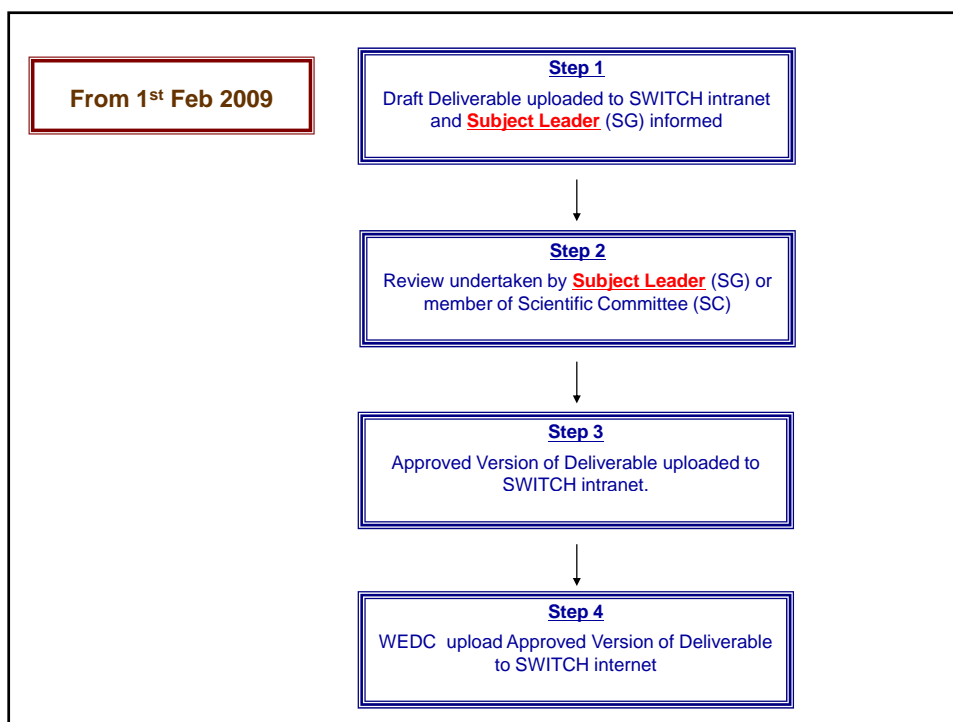 From 1st Feb 2009
Step 1
Draft Deliverable uploaded to SWITCH intranet
and Subject Leader (SG) informed
Step 2
Review undertaken by Subject Leader (SG) or
member of Scientific Committee (SC)
Step 3
Approved Version of Deliverable uploaded to
SWITCH intranet.
Step 4
WEDC upload Approved Version of Deliverable
to SWITCH internet